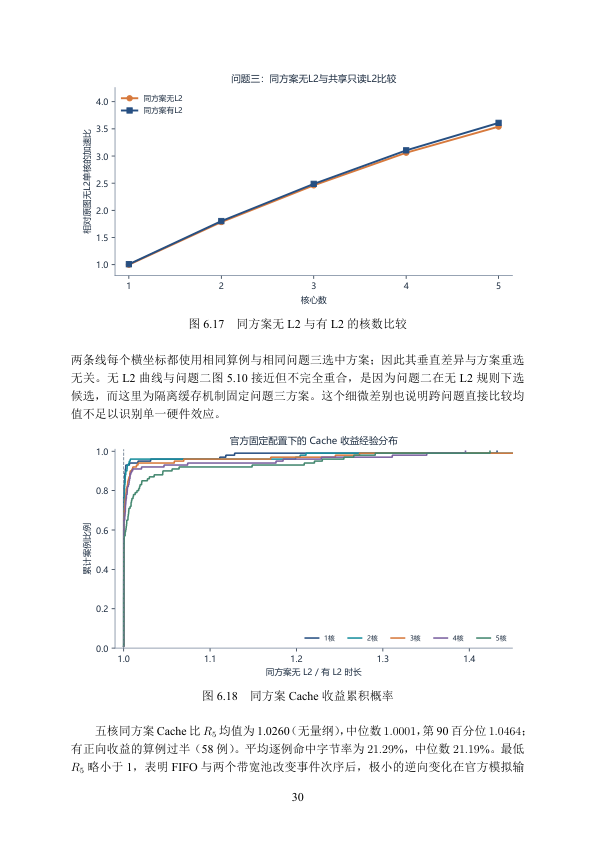 问题三：同方案无L2与共享只读L2比较
同方案无L2
同方案有L2
4.0
3.5
3.0
2.5
2.0
1.5
1.0
相对原图无L2单核的加速比
1
2
3
4
5
核心数
图 6.17 同方案无 L2 与有 L2 的核数比较
两条线每个横坐标都使用相同算例与相同问题三选中方案；因此其垂直差异与方案重选
无关。无 L2 曲线与问题二图 5.10 接近但不完全重合，是因为问题二在无 L2 规则下选
候选，而这里为隔离缓存机制固定问题三方案。这个细微差别也说明跨问题直接比较均
值不足以识别单一硬件效应。
官方固定配置下的 Cache 收益经验分布
1.0
0.8
0.6
0.4
0.2
0.0
累计案例比例
1核
2核
3核
4核
5核
1.0
1.1
1.2
1.3
1.4
同方案无 L2 / 有 L2 时长
图 6.18 同方案 Cache 收益累积概率
五核同方案 Cache 比 R5 均值为 1.0260（无量纲），中位数 1.0001，第 90 百分位 1.0464；
有正向收益的算例过半（58 例）。平均逐例命中字节率为 21.29%，中位数 21.19%。最低
R5 略小于 1，表明 FIFO 与两个带宽池改变事件次序后，极小的逆向变化在官方模拟输
30